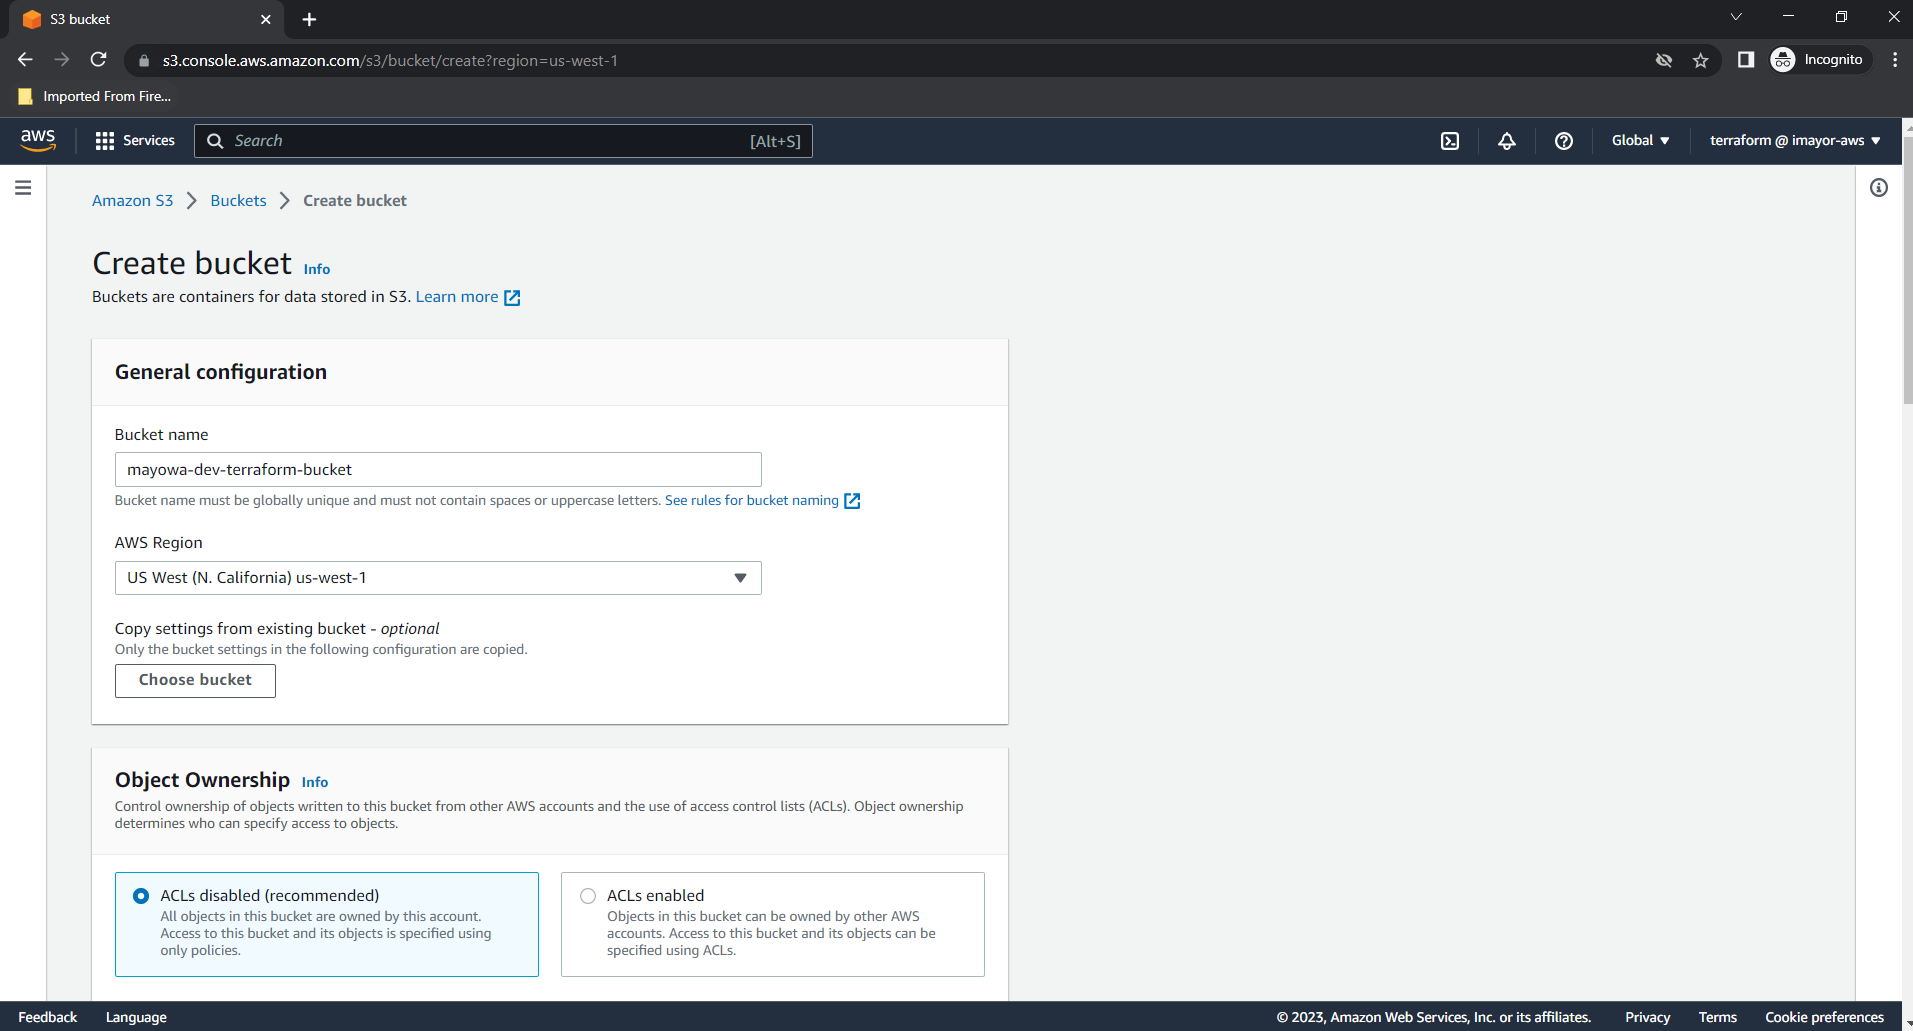 S3 bucket
s3.console.aws.amazon.com/s3/bucket/create?region=us-west-1
Incognito
Imported From Fire...
aws
Services
Search
[Alt+S]
Global
terraform @ imayor-aws
Amazon S3 > Buckets > Create bucket
Create bucket Info
Buckets are containers for data stored in S3. Learn more
General configuration
Bucket name
mayowa-dev-terraform-bucket
Bucket name must be globally unique and must not contain spaces or uppercase letters. See rules for bucket naming
AWS Region
US West (N. California) us-west-1
Copy settings from existing bucket - optional
Only the bucket settings in the following configuration are copied.
Choose bucket
Object Ownership Info
Control ownership of objects written to this bucket from other AWS accounts and the use of access control lists (ACLs). Object ownership
determines who can specify access to objects.
ACLs disabled (recommended)
All objects in this bucket are owned by this account.
Access to this bucket and its objects is specified using
only policies.
ACLs enabled
Objects in this bucket can be owned by other AWS
accounts. Access to this bucket and its objects can be
specified using ACLs.
Feedback
Language
© 2023, Amazon Web Services, Inc. or its affiliates.
Privacy
Terms
Cookie preferences